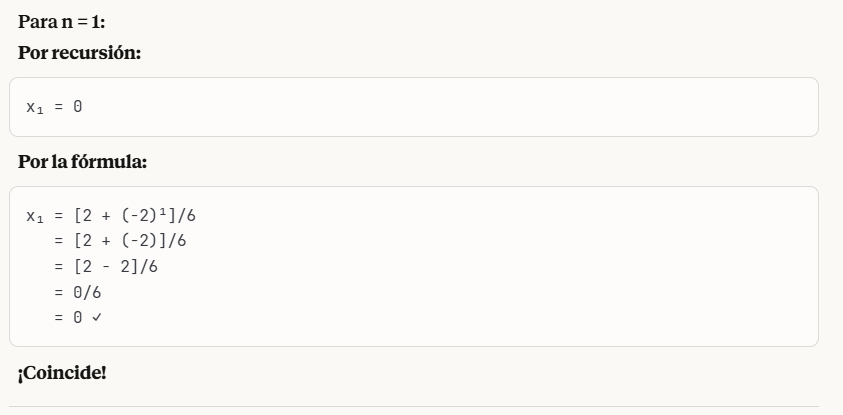 Para n = 1:
Por recursión:
x₁ = 0
Por la fórmula:
x₁ = [2 + (-2)¹]/6
= [2 + (-2)]/6
= [2 - 2]/6
= 0/6
= 0 ✓
¡Coincide!